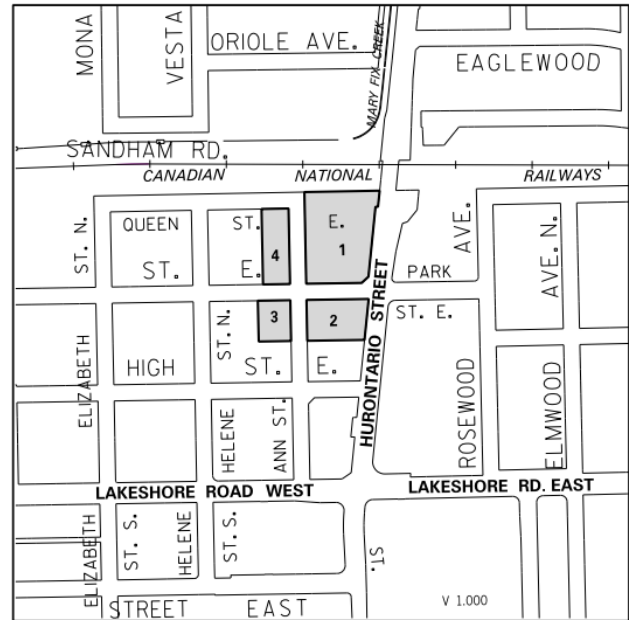 MONA
VESTA
ORIOLE AVE.
MARY FIX CREEK
EAGLEWOOD
SANDHAM RD.
CANADIAN NATIONAL RAILWAYS
ST. N.
QUEEN ST. E.
1
4
ST. E.
PARK
AVE.
AVE. N.
3
2
ST. E.
ST. N.
HURONTARIO STREET
ELIZABETH
HIGH ST. E.
HELENE
ANN ST.
ROSEWOOD
ELMWOOD
LAKESHORE ROAD WEST
LAKESHORE RD. EAST
ELIZABETH
ST. S.
HELENE
ST. S.
ST.
STREET EAST
V 1.000